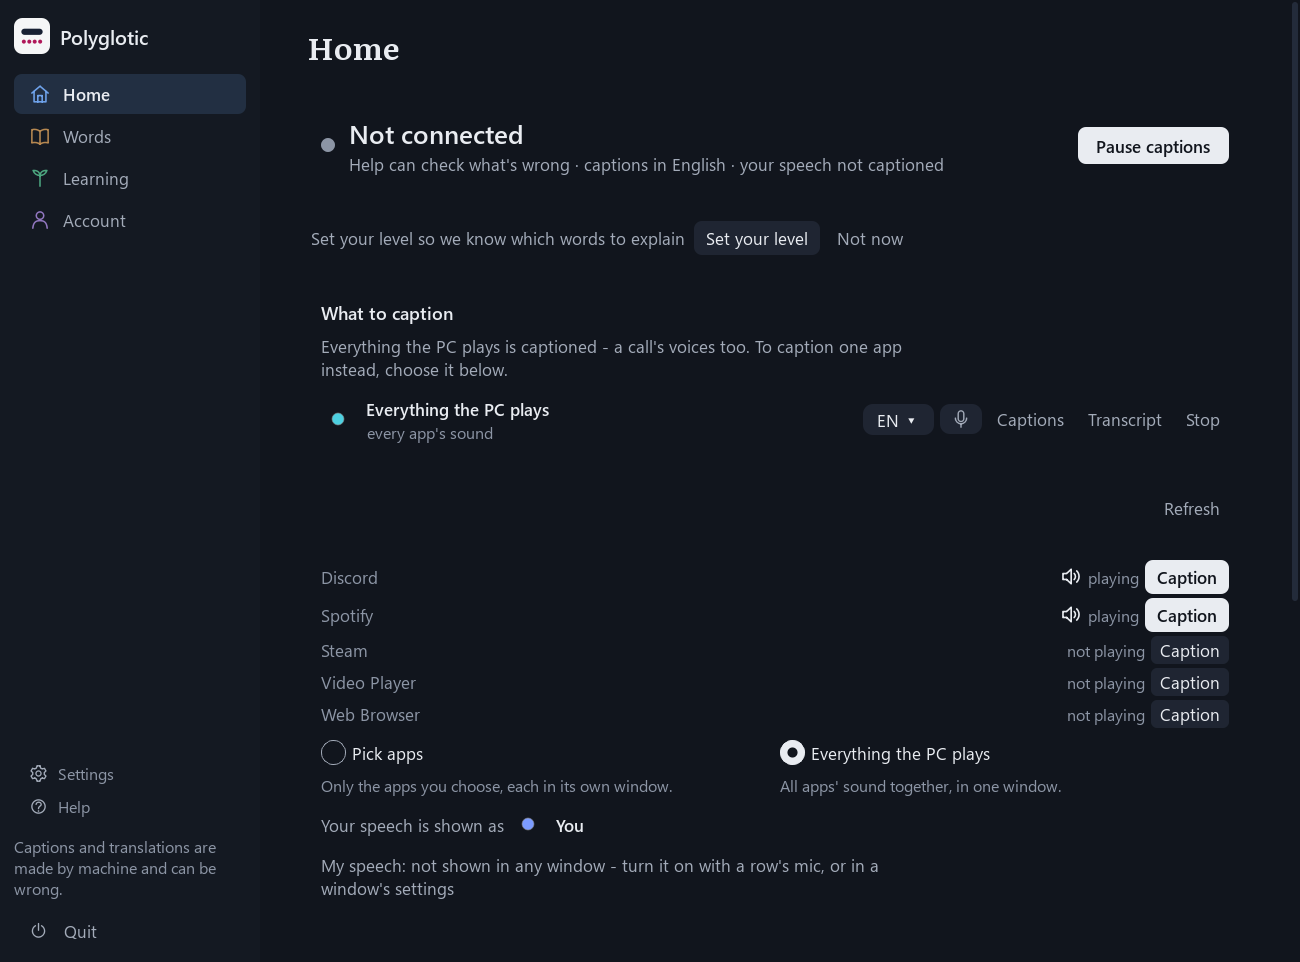 Polyglotic
Home
Words
Learning
Account
Settings
Help
Captions and translations are
made by machine and can be
wrong.
Quit
Home
Not connected
Help can check what's wrong · captions in English · your speech not captioned
Pause captions
Set your level so we know which words to explain Set your level Not now
What to caption
Everything the PC plays is captioned - a call's voices too. To caption one app
instead, choose it below.
Everything the PC plays
every app's sound
EN Captions Transcript Stop
Refresh
Discord playing Caption
Spotify playing Caption
Steam not playing Caption
Video Player not playing Caption
Web Browser not playing Caption
Pick apps
Only the apps you choose, each in its own window.
Everything the PC plays
All apps' sound together, in one window.
Your speech is shown as You
My speech: not shown in any window - turn it on with a row's mic, or in a
window's settings